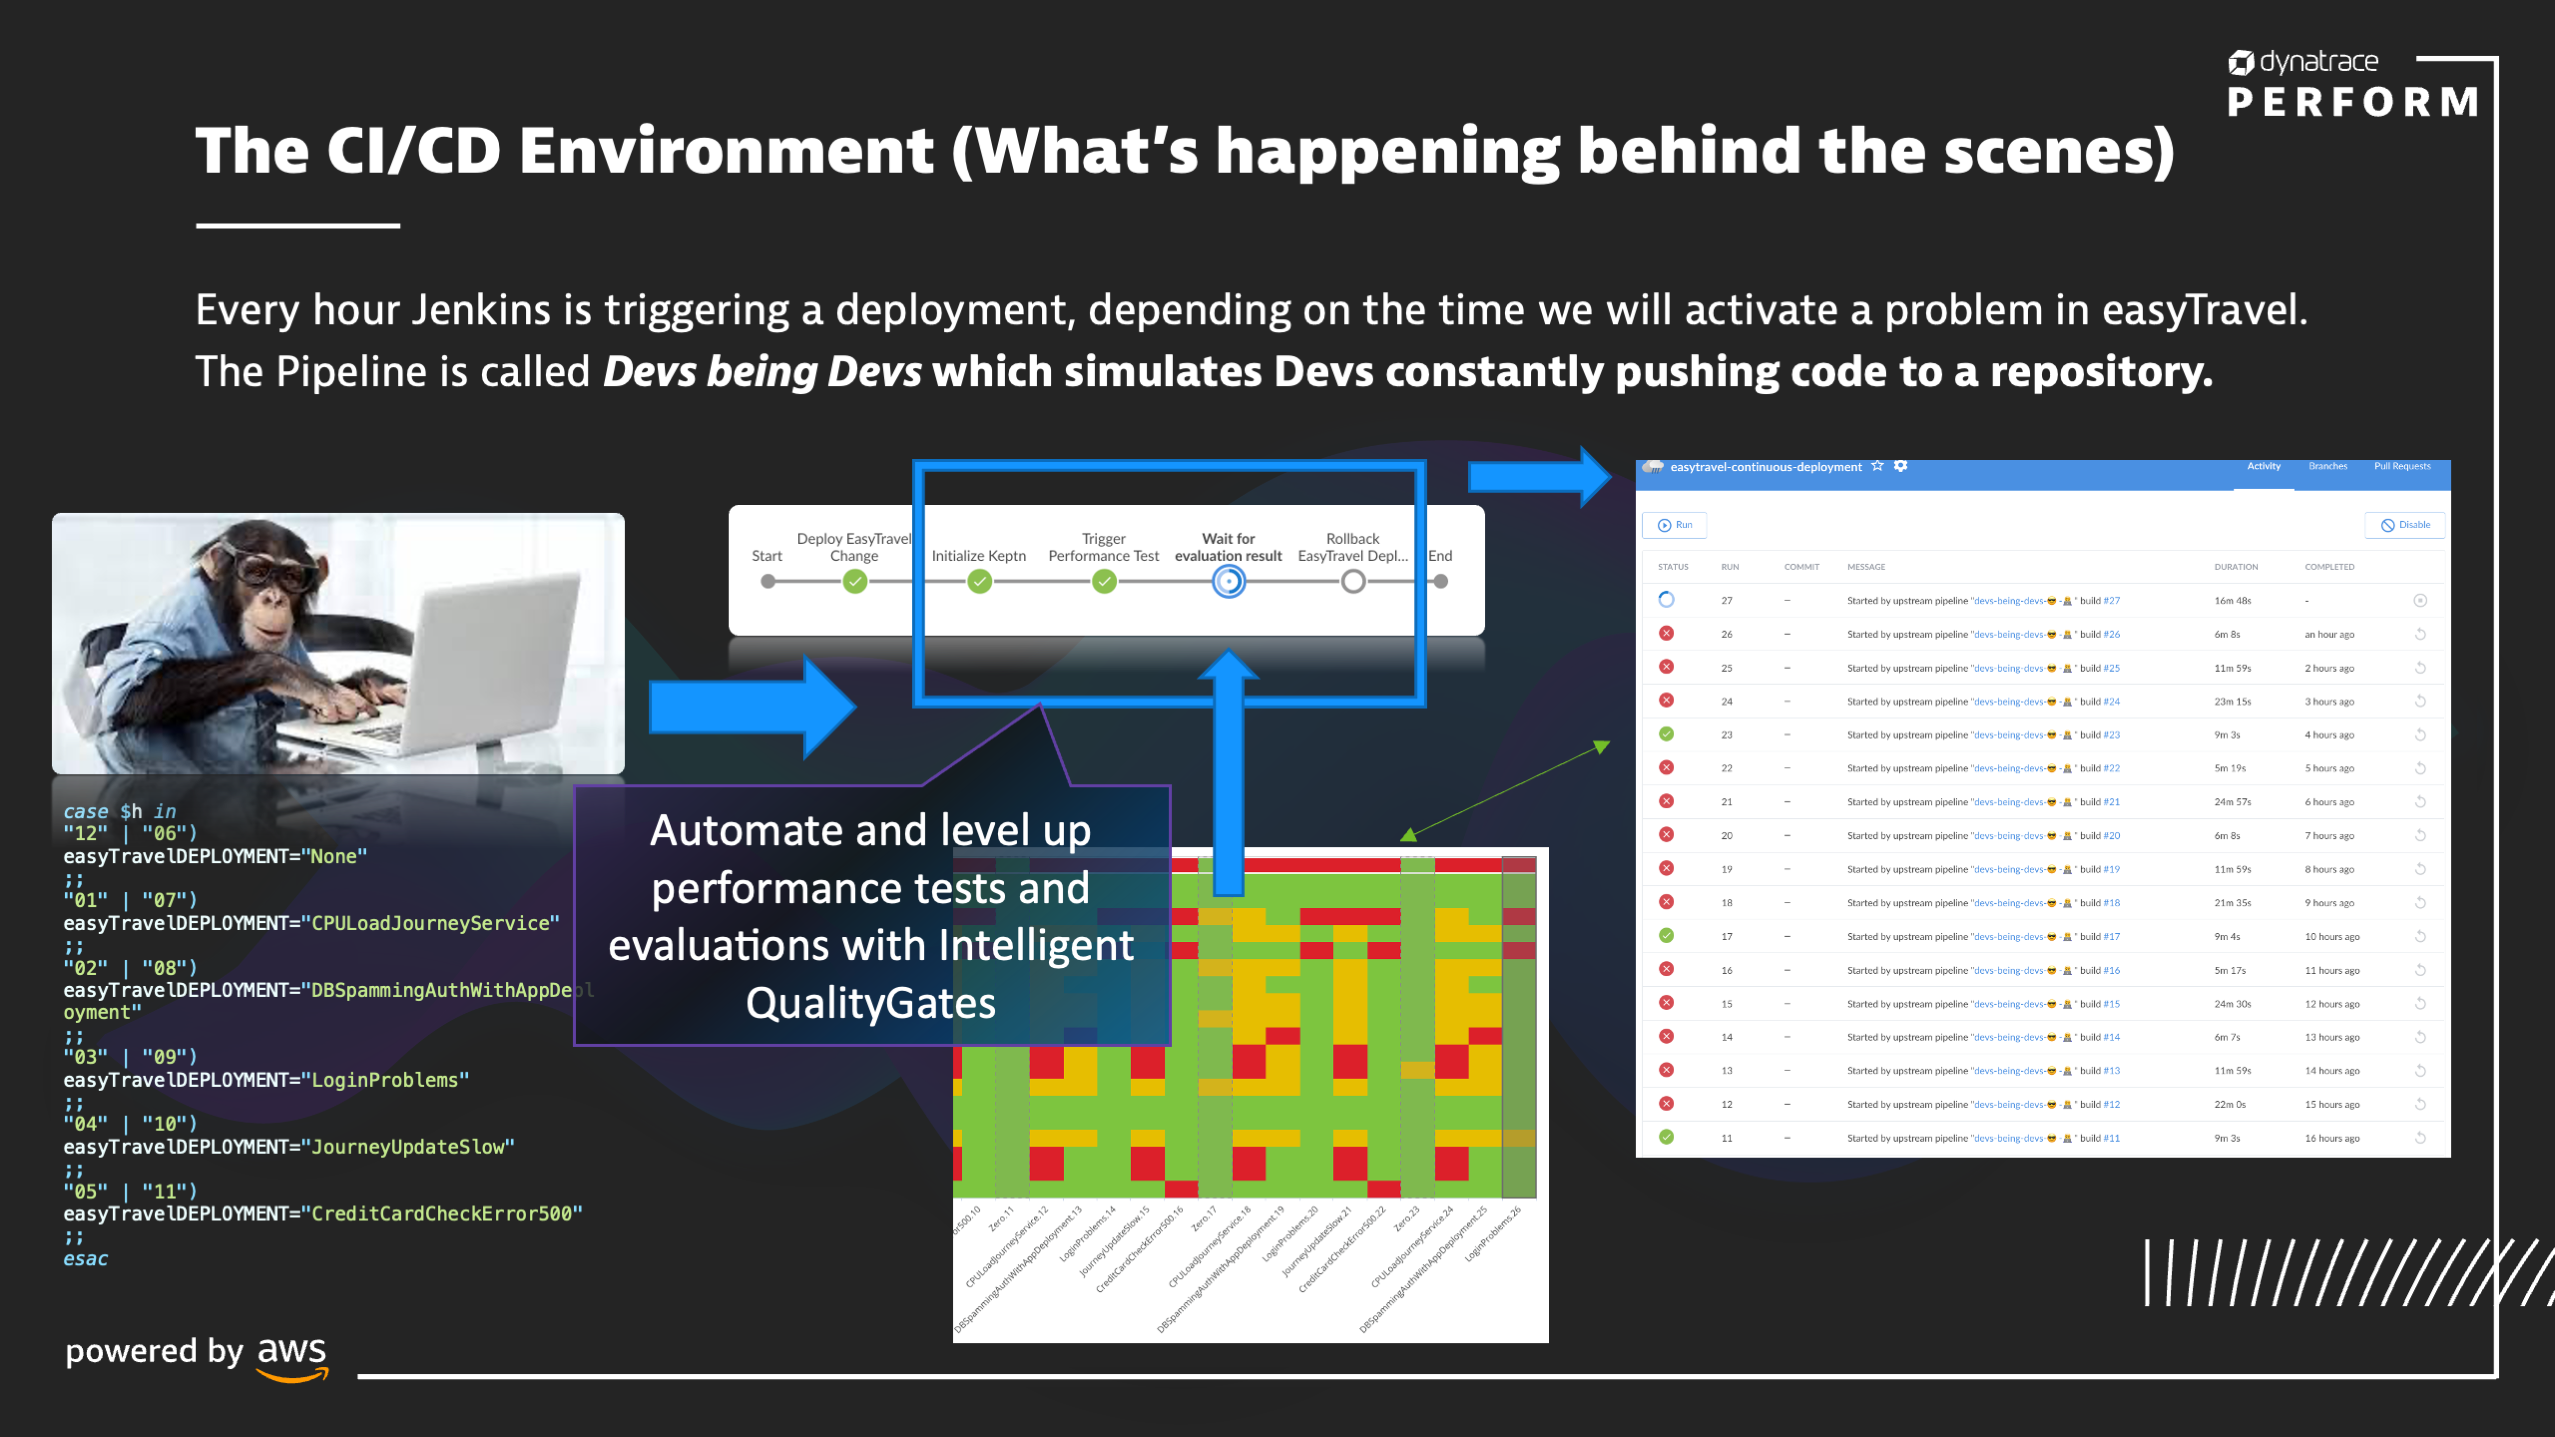 dynatrace
PERFORM
The CI/CD Environment (What's happening behind the scenes)
Every hour Jenkins is triggering a deployment, depending on the time we will activate a problem in easyTravel.
The Pipeline is called Devs being Devs which simulates Devs constantly pushing code to a repository.
Start
Deploy EasyTravel
Change
Initialize Keptn
Trigger
Performance Test
Wait for
evaluation result
Rollback
EasyTravel Depl...
End
case $h in
"12" | "06")
easyTravelDEPLOYMENT="None"
;;
"01" | "07")
easyTravelDEPLOYMENT="CPULoadJourneyService"
;;
"02" | "08")
easyTravelDEPLOYMENT="DBSpammingAuthWithAppDepl
oyment"
;;
"03" | "09")
easyTravelDEPLOYMENT="LoginProblems"
;;
"04" | "10")
easyTravelDEPLOYMENT="JourneyUpdateSlow"
;;
"05" | "11")
easyTravelDEPLOYMENT="CreditCardCheckError500"
;;
esac
Automate and level up
performance tests and
evaluations with Intelligent
QualityGates
or500.10
Zero.11
CPULoadJourneyService.12
DBSpammingAuthWithAppDeployment.13
LoginProblems.14
JourneyUpdateSlow.15
CreditCardCheckError500.16
Zero.17
CPULoadJourneyService.18
DBSpammingAuthWithAppDeployment.19
LoginProblems.20
JourneyUpdateSlow.21
CreditCardCheckError500.22
Zero.23
CPULoadJourneyService.24
DBSpammingAuthWithAppDeployment.25
LoginProblems.26
easytravel-continuous-deployment Activity Branches Pull Requests
Run Disable
STATUS RUN COMMIT MESSAGE DURATION COMPLETED
27 – Started by upstream pipeline "devs-being-devs-😎-👨‍💻" build #27 16m 48s -
26 – Started by upstream pipeline "devs-being-devs-😎-👨‍💻" build #26 6m 8s an hour ago
25 – Started by upstream pipeline "devs-being-devs-😎-👨‍💻" build #25 11m 59s 2 hours ago
24 – Started by upstream pipeline "devs-being-devs-😎-👨‍💻" build #24 23m 15s 3 hours ago
23 – Started by upstream pipeline "devs-being-devs-😎-👨‍💻" build #23 9m 3s 4 hours ago
22 – Started by upstream pipeline "devs-being-devs-😎-👨‍💻" build #22 5m 19s 5 hours ago
21 – Started by upstream pipeline "devs-being-devs-😎-👨‍💻" build #21 24m 57s 6 hours ago
20 – Started by upstream pipeline "devs-being-devs-😎-👨‍💻" build #20 6m 8s 7 hours ago
19 – Started by upstream pipeline "devs-being-devs-😎-👨‍💻" build #19 11m 59s 8 hours ago
18 – Started by upstream pipeline "devs-being-devs-😎-👨‍💻" build #18 21m 35s 9 hours ago
17 – Started by upstream pipeline "devs-being-devs-😎-👨‍💻" build #17 9m 4s 10 hours ago
16 – Started by upstream pipeline "devs-being-devs-😎-👨‍💻" build #16 5m 17s 11 hours ago
15 – Started by upstream pipeline "devs-being-devs-😎-👨‍💻" build #15 24m 30s 12 hours ago
14 – Started by upstream pipeline "devs-being-devs-😎-👨‍💻" build #14 6m 7s 13 hours ago
13 – Started by upstream pipeline "devs-being-devs-😎-👨‍💻" build #13 11m 59s 14 hours ago
12 – Started by upstream pipeline "devs-being-devs-😎-👨‍💻" build #12 22m 0s 15 hours ago
11 – Started by upstream pipeline "devs-being-devs-😎-👨‍💻" build #11 9m 3s 16 hours ago
powered by aws